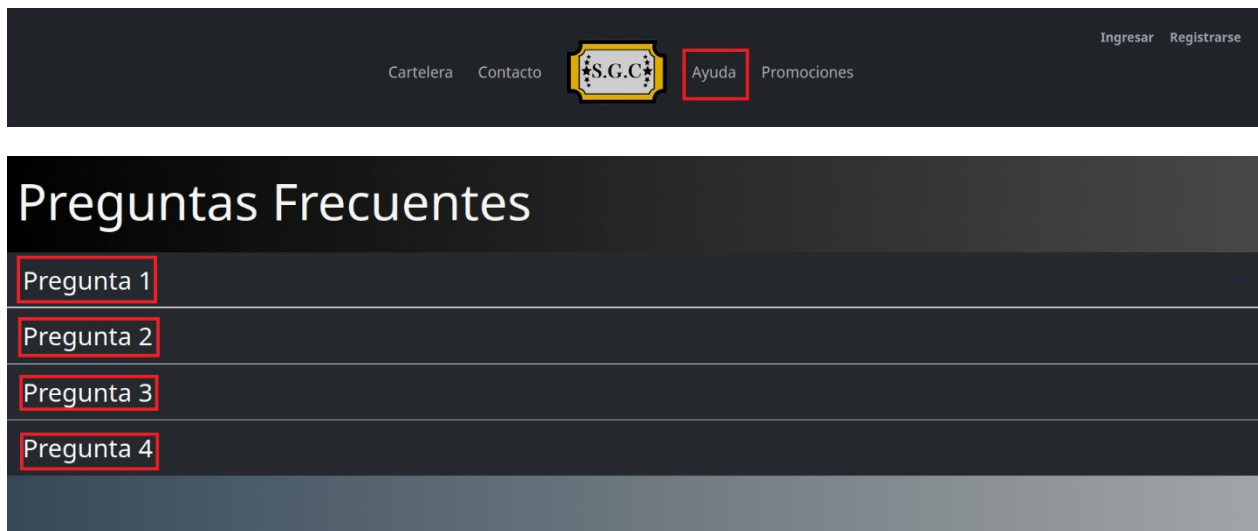 Ingresar Registrarse
Cartelera Contacto S.G.C Ayuda Promociones
Preguntas Frecuentes
Pregunta 1
Pregunta 2
Pregunta 3
Pregunta 4